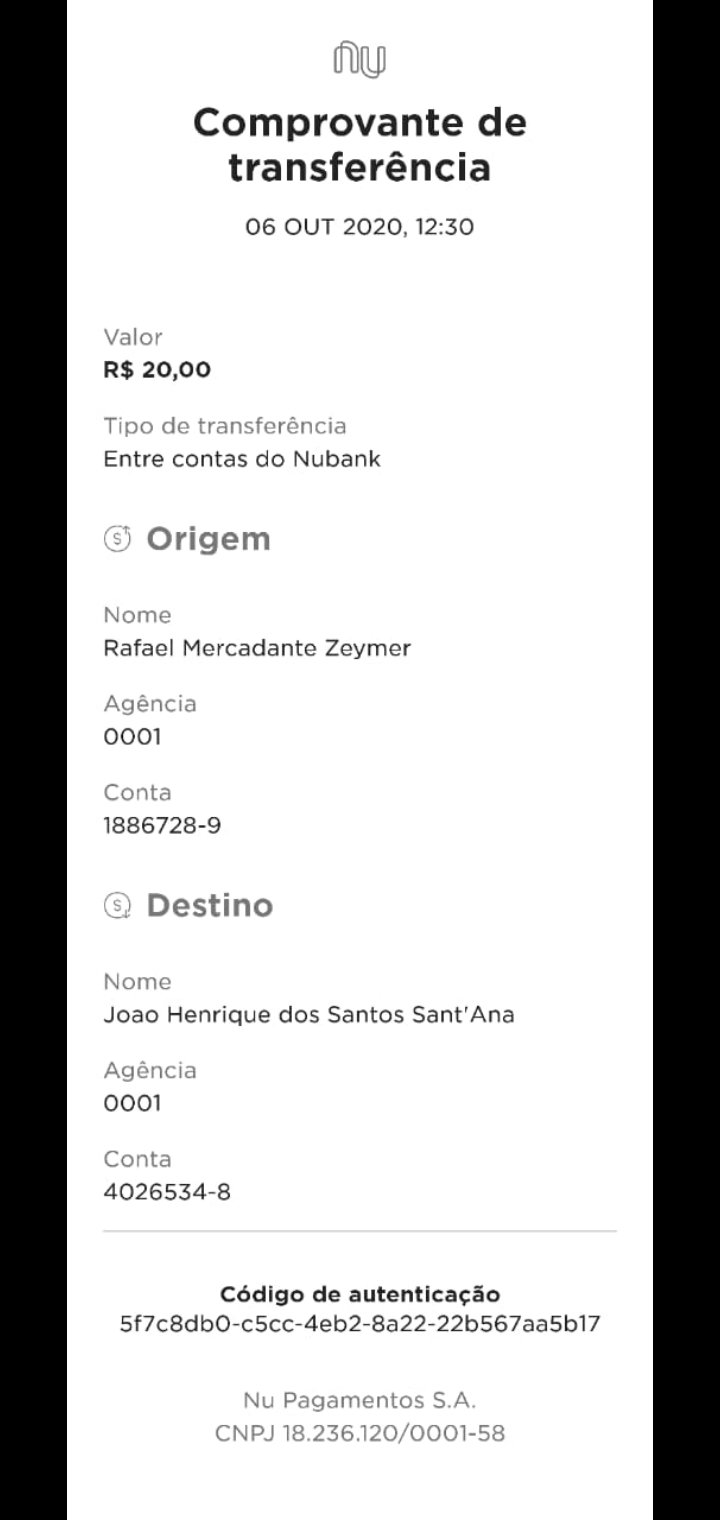 nu
Comprovante de
transferência
06 OUT 2020, 12:30
Valor
R$ 20,00
Tipo de transferência
Entre contas do Nubank
Origem
Nome
Rafael Mercadante Zeymer
Agência
0001
Conta
1886728-9
Destino
Nome
Joao Henrique dos Santos Sant'Ana
Agência
0001
Conta
4026534-8
Código de autenticação
5f7c8db0-c5cc-4eb2-8a22-22b567aa5b17
Nu Pagamentos S.A.
CNPJ 18.236.120/0001-58